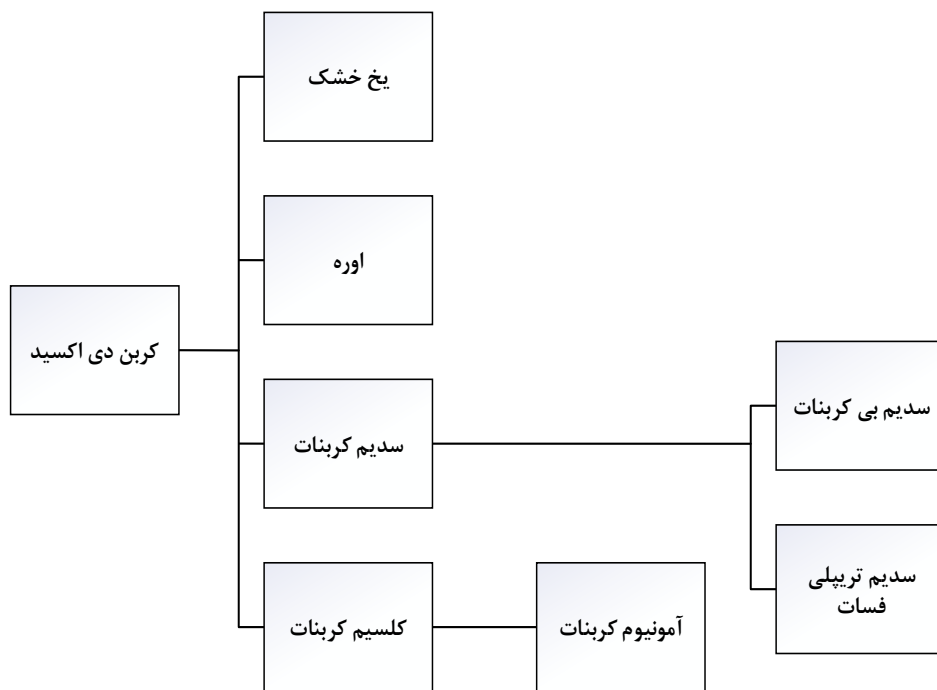 یخ خشک
اوره
کربن دی اکسید
سدیم بی کربنات
سدیم کربنات
سدیم تریپلی
فسات
کلسیم کربنات
آمونیوم کربنات